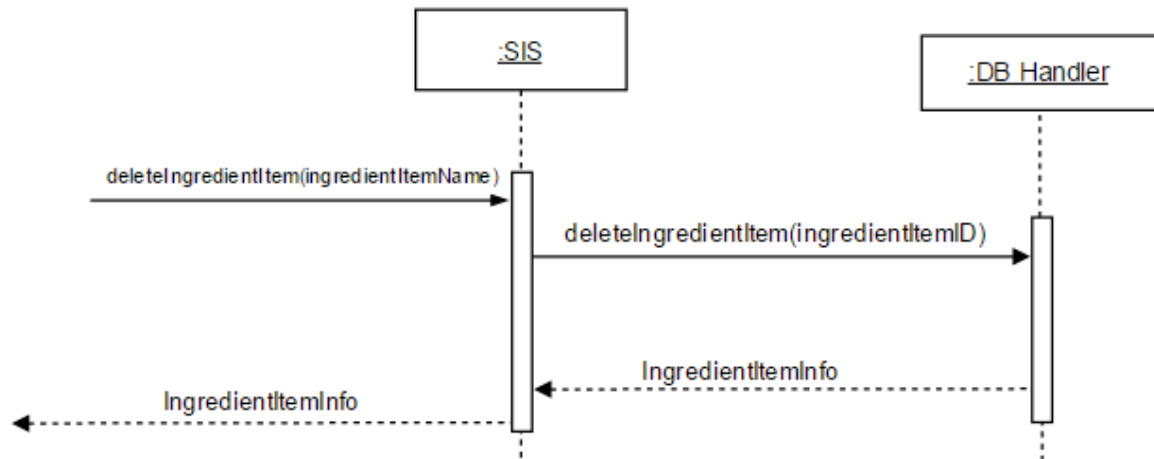 :SIS
:DB Handler
deleteIngredientItem(ingredientItemName)
deleteIngredientItem(ingredientItemID)
IngredientItemInfo
IngredientItemInfo